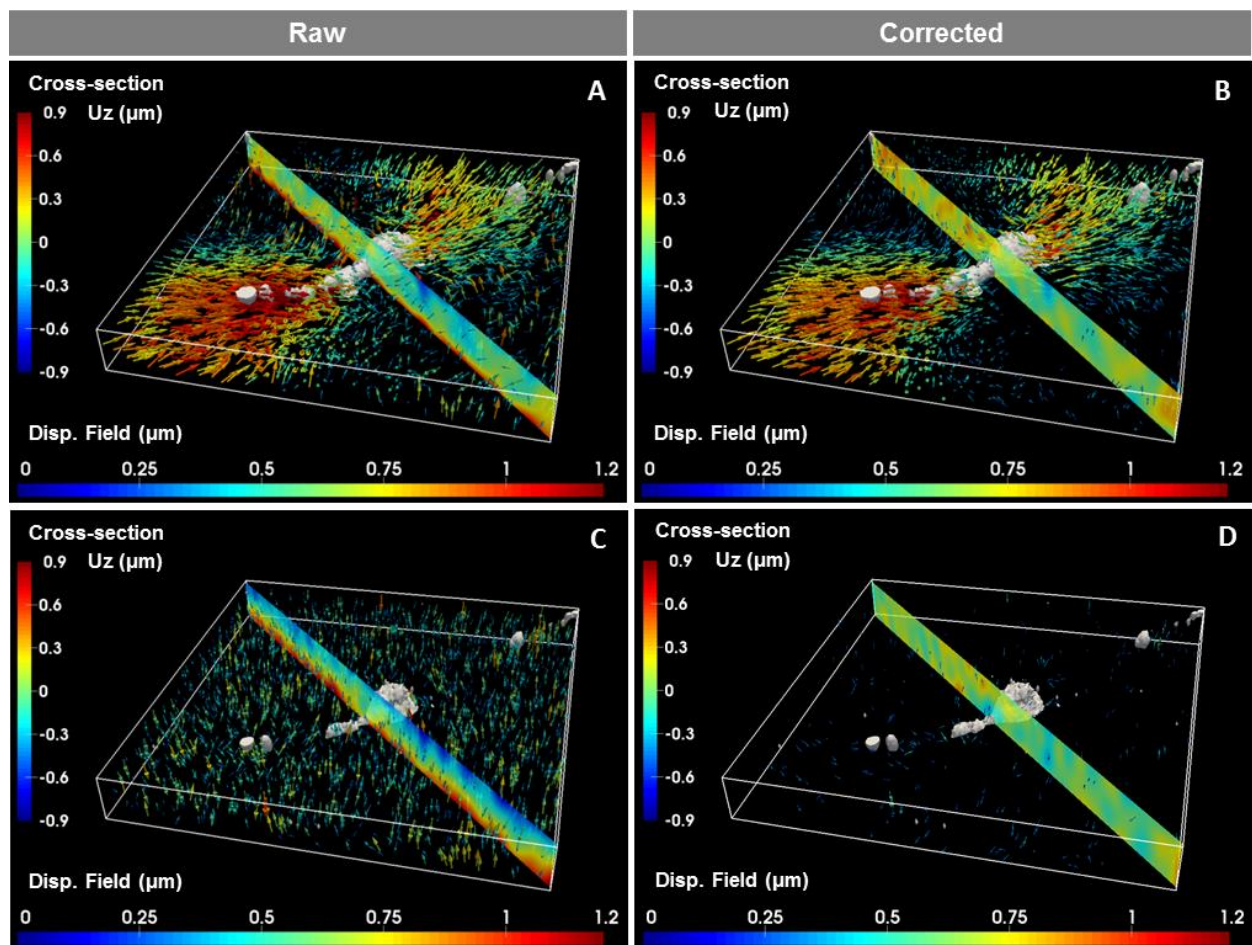 Raw
Corrected
Cross-section
A
Uz (µm)
0.9
0.6
0.3
0
-0.3
-0.6
-0.9
Disp. Field (µm)
0 0.25 0.5 0.75 1 1.2
Cross-section
B
Uz (µm)
0.9
0.6
0.3
0
-0.3
-0.6
-0.9
Disp. Field (µm)
0 0.25 0.5 0.75 1 1.2
Cross-section
C
Uz (µm)
0.9
0.6
0.3
0
-0.3
-0.6
-0.9
Disp. Field (µm)
0 0.25 0.5 0.75 1 1.2
Cross-section
D
Uz (µm)
0.9
0.6
0.3
0
-0.3
-0.6
-0.9
Disp. Field (µm)
0 0.25 0.5 0.75 1 1.2